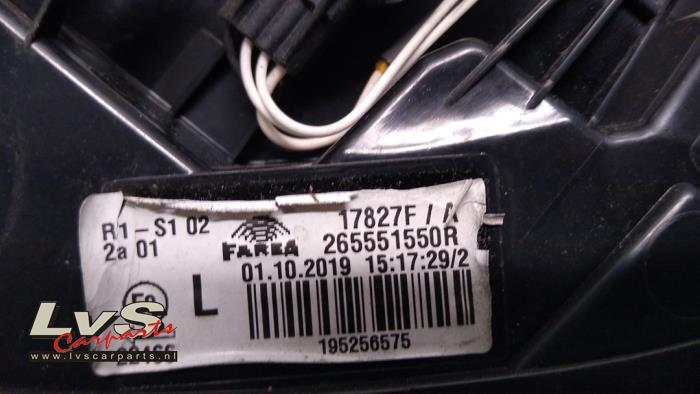 R1-S1 02
2a 01
FARBA
17827F / A
265551550R
01.10.2019 15:17:29/2
L
195256575
LvS
Carparts
www.lvscarparts.nl